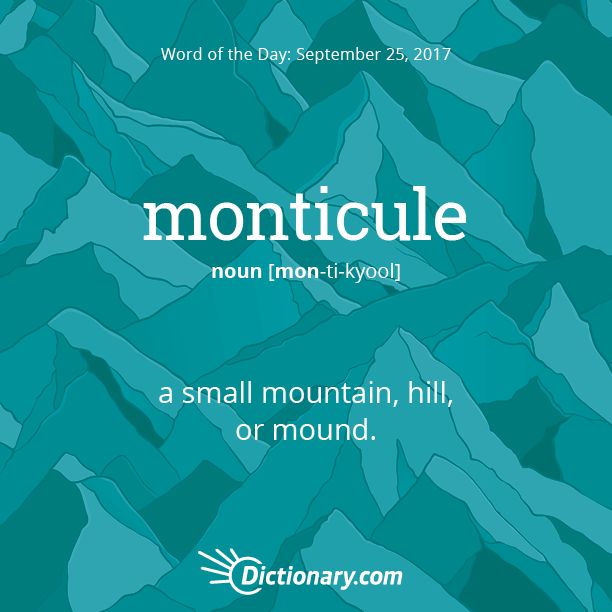 Word of the Day: September 25, 2017
monticule
noun [mon-ti-kyool]
a small mountain, hill,
or mound.
Dictionary.com